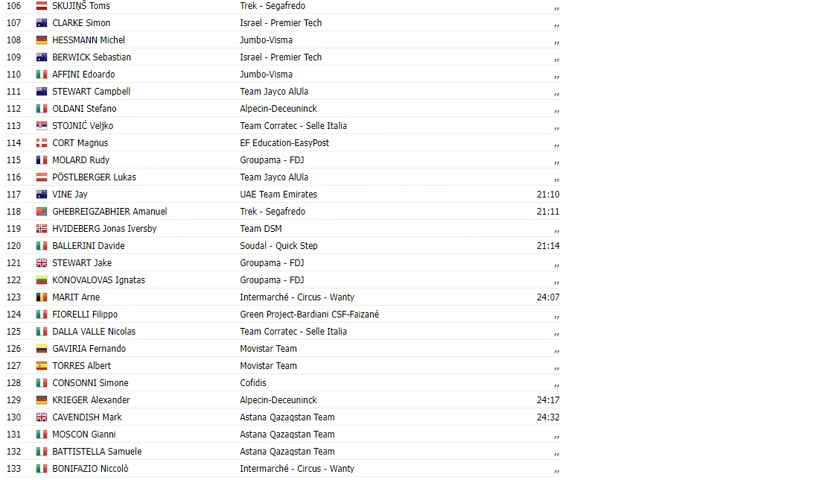 106 SKUJIŅŠ Toms Trek - Segafredo ,,
107 CLARKE Simon Israel - Premier Tech ,,
108 HESSMANN Michel Jumbo-Visma ,,
109 BERWICK Sebastian Israel - Premier Tech ,,
110 AFFINI Edoardo Jumbo-Visma ,,
111 STEWART Campbell Team Jayco AlUla ,,
112 OLDANI Stefano Alpecin-Deceuninck ,,
113 STOJNIĆ Veljko Team Corratec - Selle Italia ,,
114 CORT Magnus EF Education-EasyPost ,,
115 MOLARD Rudy Groupama - FDJ ,,
116 PÖSTLBERGER Lukas Team Jayco AlUla ,,
117 VINE Jay UAE Team Emirates 21:10
118 GHEBREIGZABHIER Amanuel Trek - Segafredo 21:11
119 HVIDEBERG Jonas Iversby Team DSM ,,
120 BALLERINI Davide Soudal - Quick Step 21:14
121 STEWART Jake Groupama - FDJ ,,
122 KONOVALOVAS Ignatas Groupama - FDJ ,,
123 MARIT Arne Intermarché - Circus - Wanty 24:07
124 FIORELLI Filippo Green Project-Bardiani CSF-Faizanè ,,
125 DALLA VALLE Nicolas Team Corratec - Selle Italia ,,
126 GAVIRIA Fernando Movistar Team ,,
127 TORRES Albert Movistar Team ,,
128 CONSONNI Simone Cofidis ,,
129 KRIEGER Alexander Alpecin-Deceuninck 24:17
130 CAVENDISH Mark Astana Qazaqstan Team 24:32
131 MOSCON Gianni Astana Qazaqstan Team ,,
132 BATTISTELLA Samuele Astana Qazaqstan Team ,,
133 BONIFAZIO Niccolò Intermarché - Circus - Wanty ,,